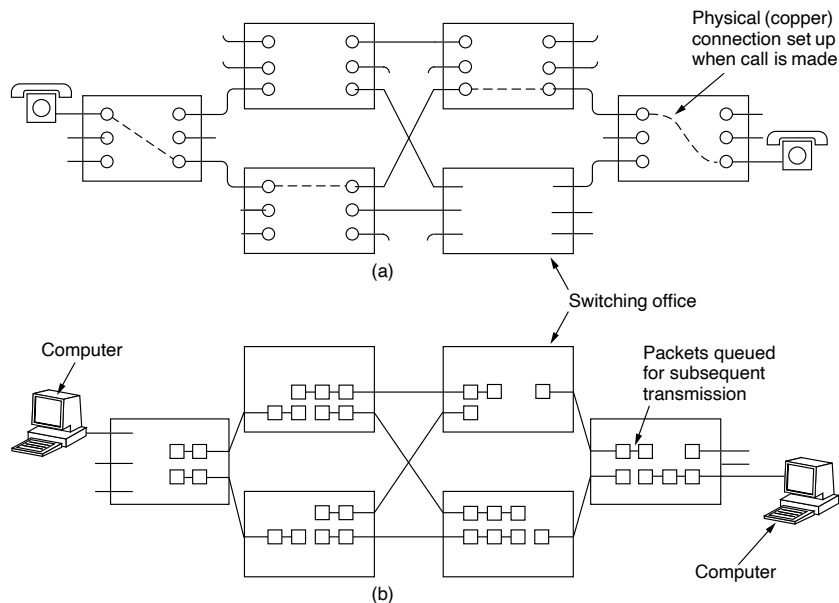 Physical (copper)
connection set up
when call is made
(a)
Switching office
Computer
Packets queued
for subsequent
transmission
Computer
(b)